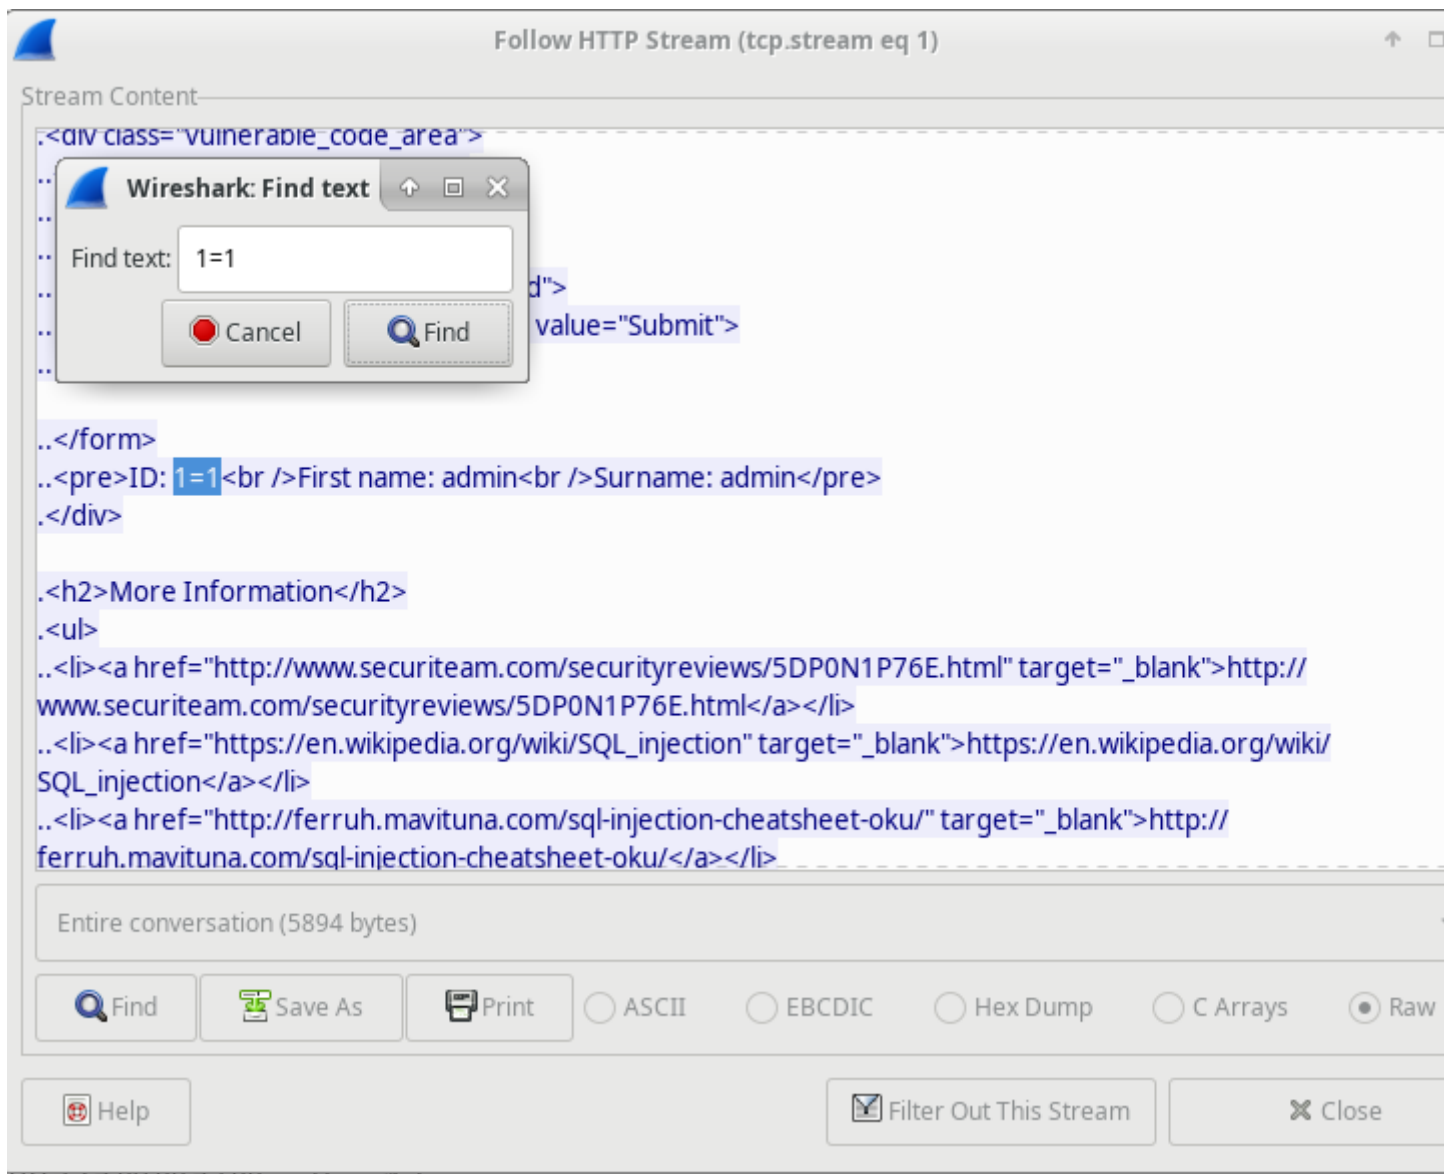 Follow HTTP Stream (tcp.stream eq 1)
Stream Content
.<div class="vulnerable_code_area">
..
Wireshark: Find text
..
Find text: 1=1
..
.. d">
Cancel
Find
.. value="Submit">
..
..</form>
..<pre>ID: 1=1<br />First name: admin<br />Surname: admin</pre>
.</div>
.<h2>More Information</h2>
.<ul>
..<li><a href="http://www.securiteam.com/securityreviews/5DP0N1P76E.html" target="_blank">http://
www.securiteam.com/securityreviews/5DP0N1P76E.html</a></li>
..<li><a href="https://en.wikipedia.org/wiki/SQL_injection" target="_blank">https://en.wikipedia.org/wiki/
SQL_injection</a></li>
..<li><a href="http://ferruh.mavituna.com/sql-injection-cheatsheet-oku/" target="_blank">http://
ferruh.mavituna.com/sql-injection-cheatsheet-oku/</a></li>
Entire conversation (5894 bytes)
Find
Save As
Print
ASCII
EBCDIC
Hex Dump
C Arrays
Raw
Help
Filter Out This Stream
Close